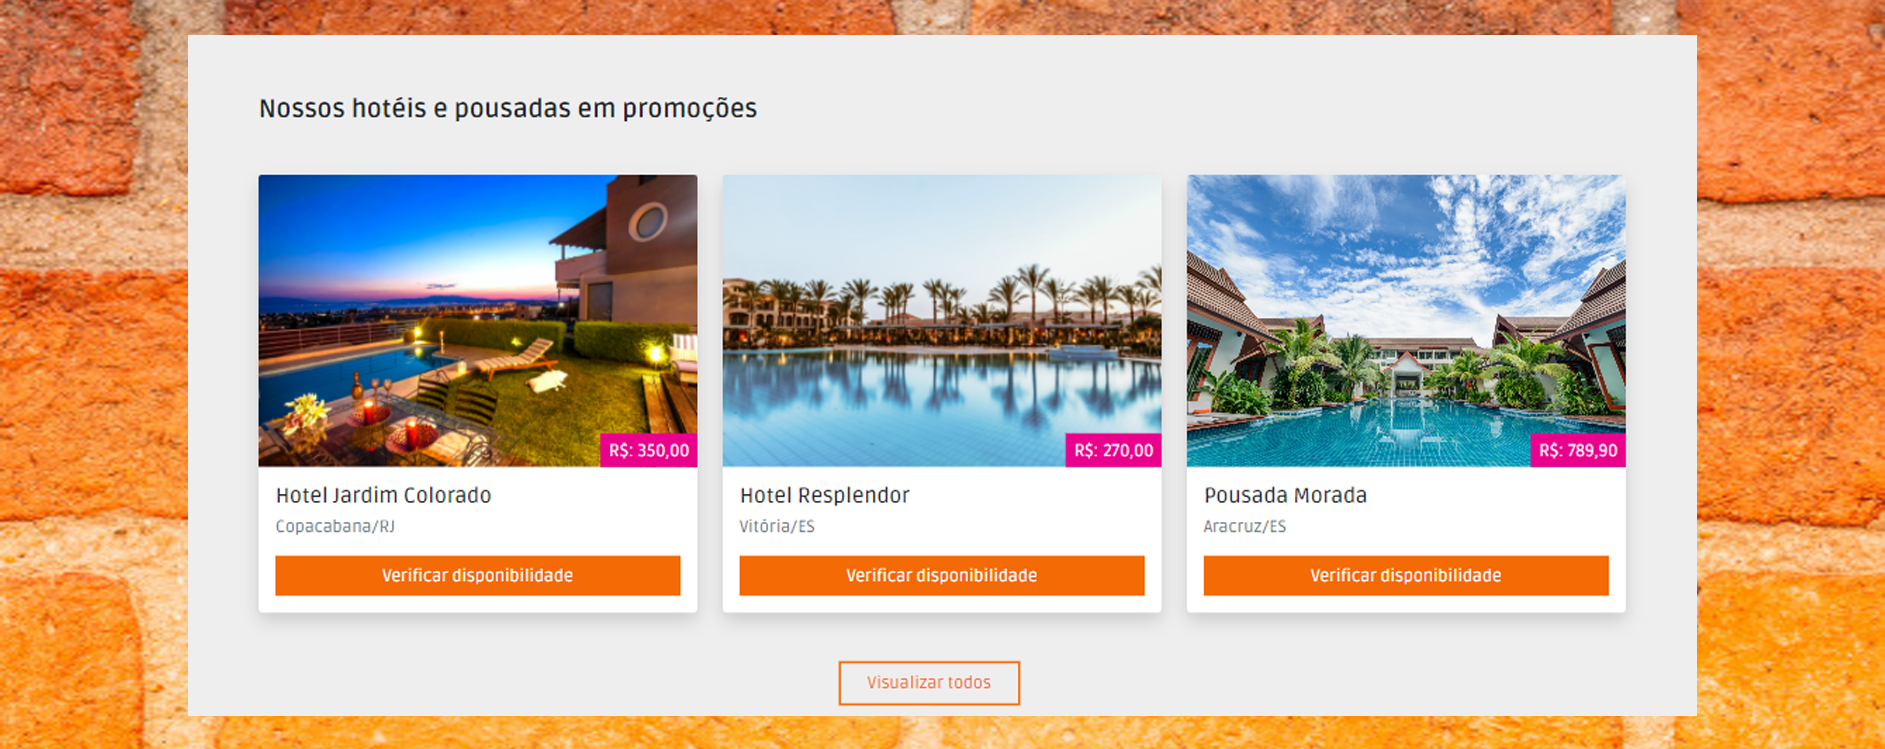 Nossos hotéis e pousadas em promoções
R$: 350,00
Hotel Jardim Colorado
Copacabana/RJ
Verificar disponibilidade
R$: 270,00
Hotel Resplendor
Vitória/ES
Verificar disponibilidade
R$: 789,90
Pousada Morada
Aracruz/ES
Verificar disponibilidade
Visualizar todos